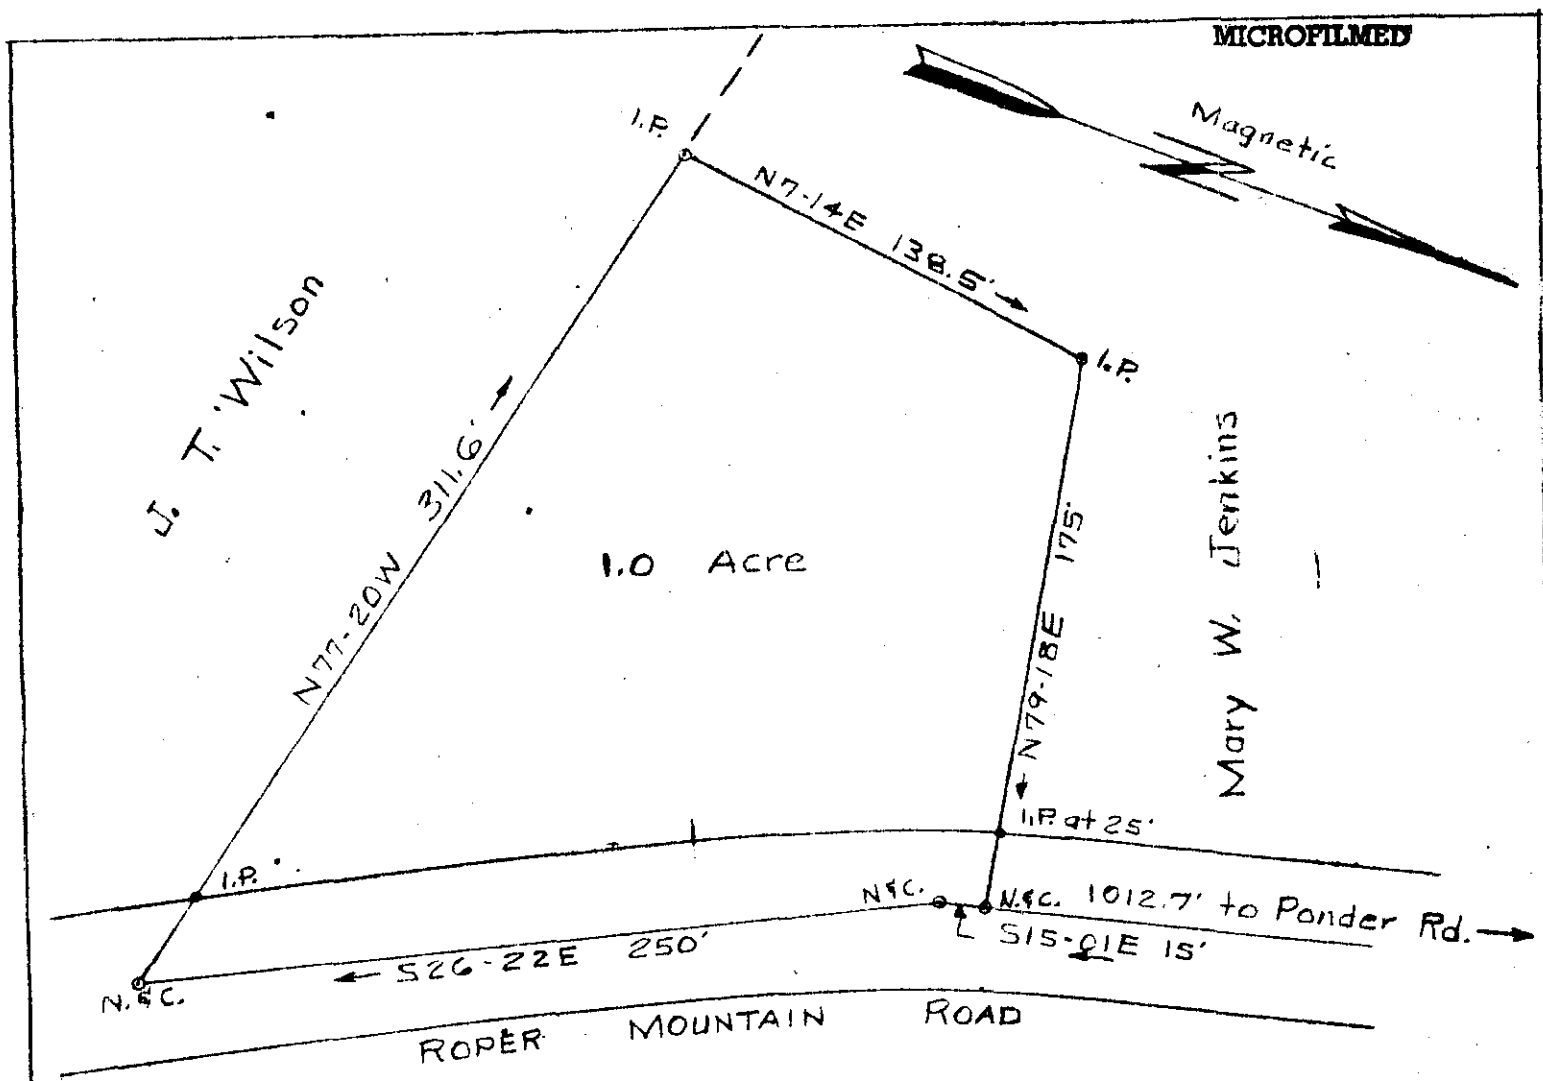 MICROFILMED
Magnetic
I.P.
N7-14E 138.5'
I.P.
J. T. Wilson
N77-20W 311.6'
1.0 Acre
N79-18E 175'
Mary W. Jenkins
I.P. at 25'
I.P.
N&C.
N.&C. 1012.7' to Ponder Rd.
S15-01E 15'
S26-22E 250'
N.&C.
ROPER MOUNTAIN ROAD